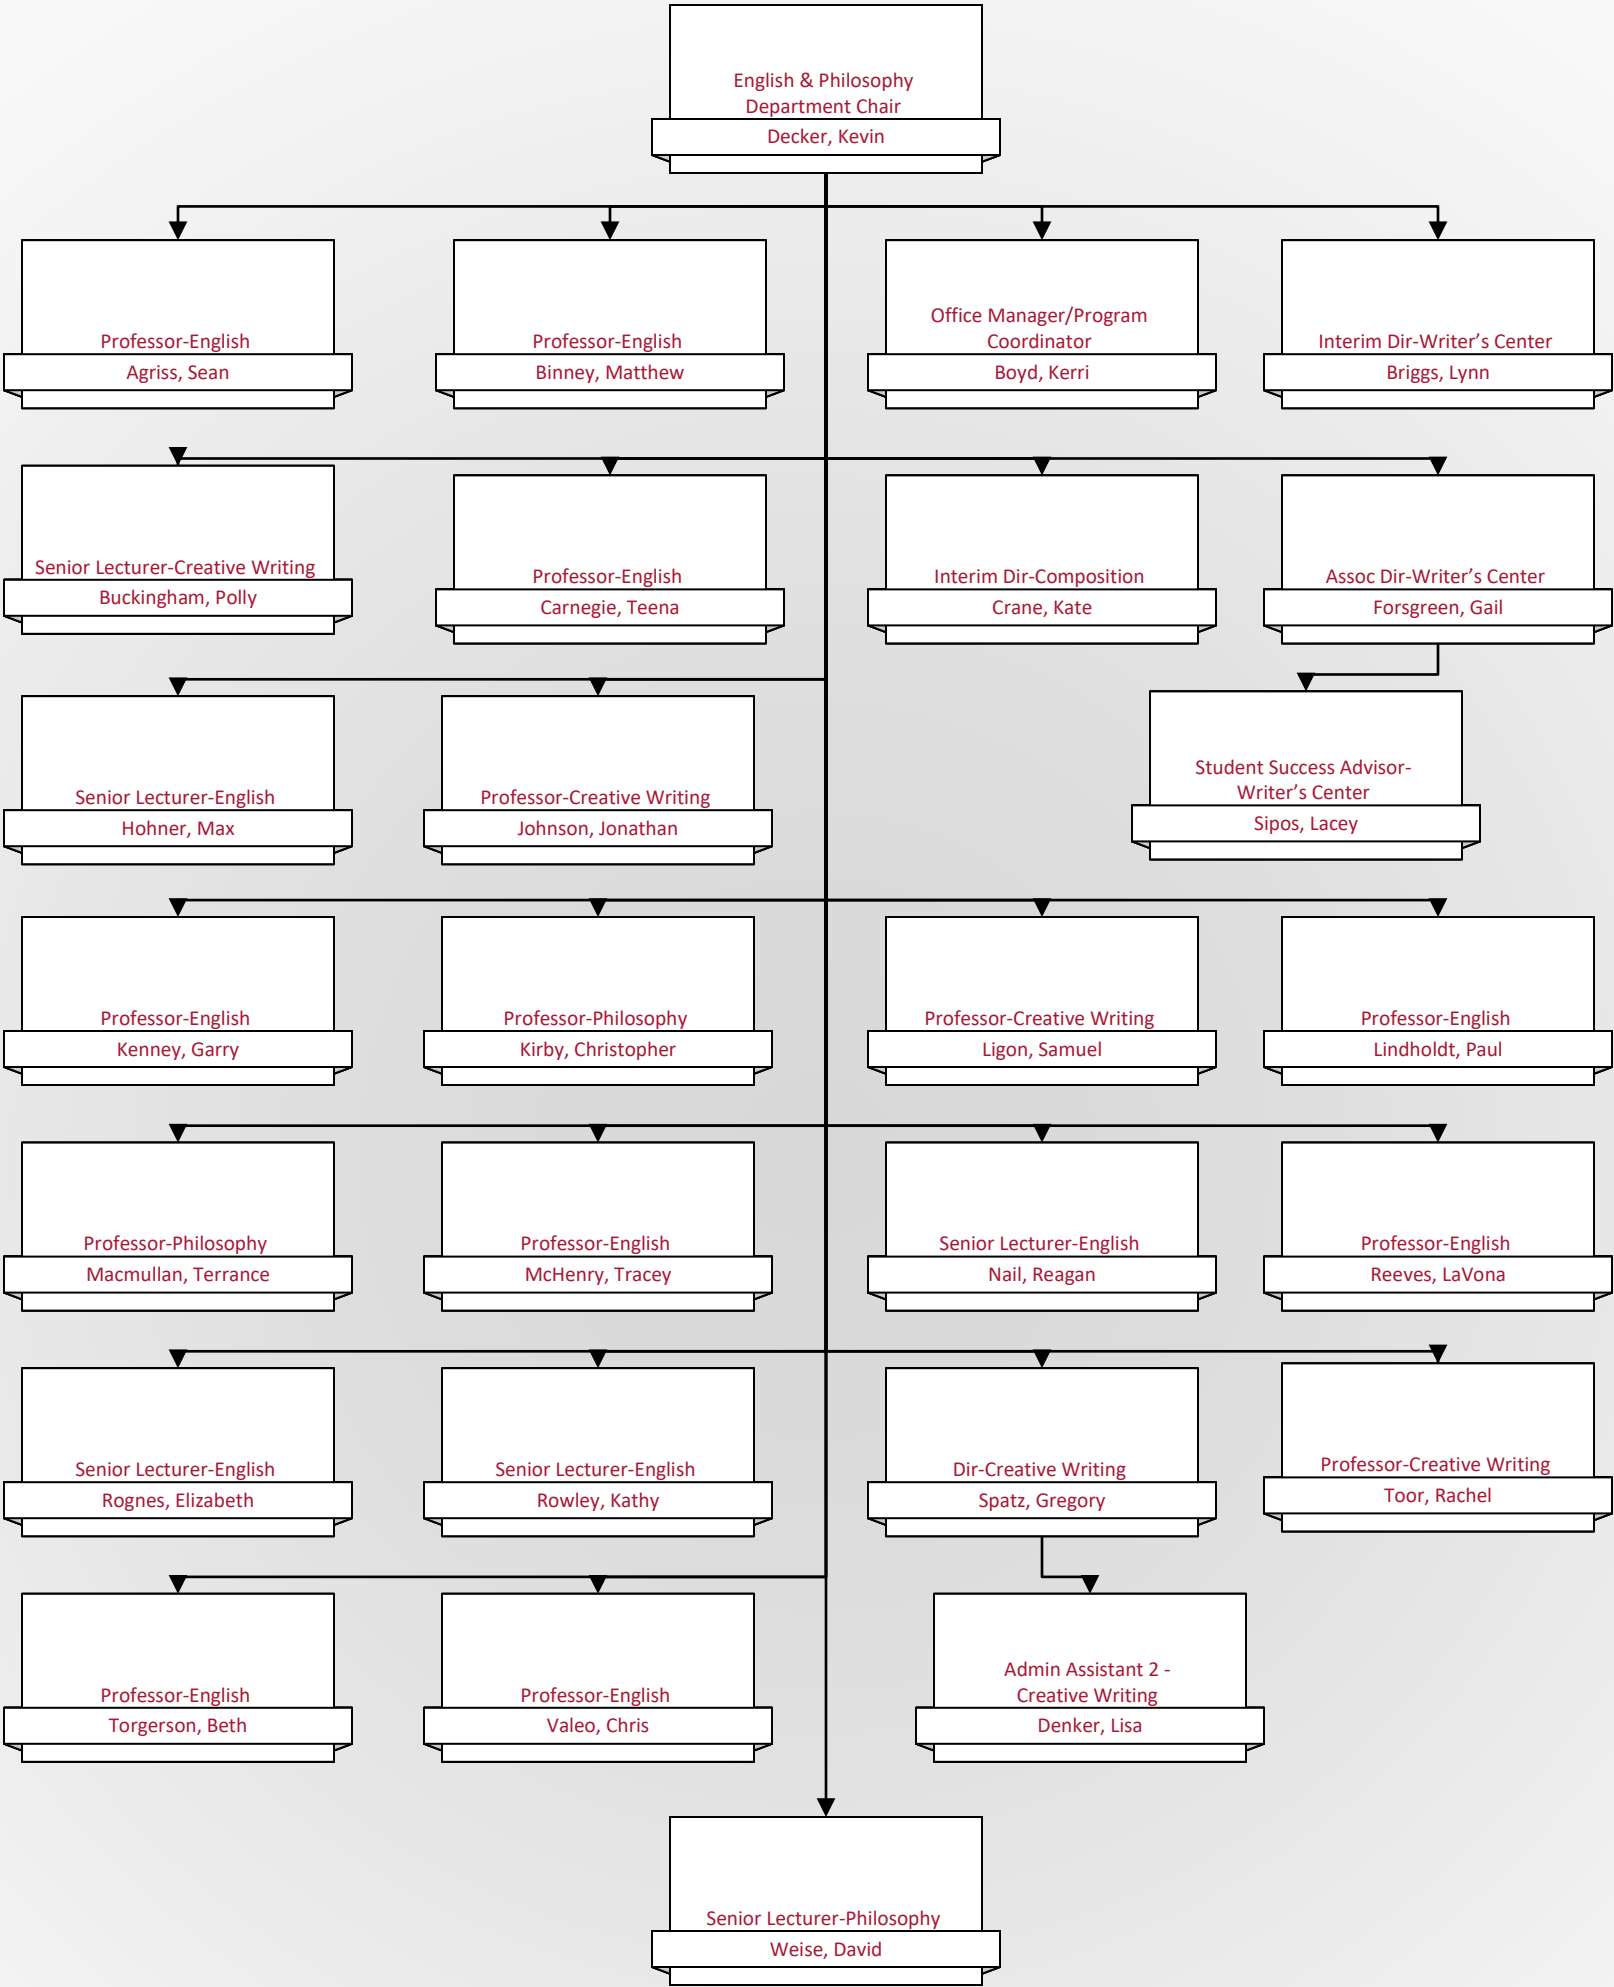 English & Philosophy
Department Chair
Decker, Kevin
Professor-English
Agriss, Sean
Professor-English
Binney, Matthew
Office Manager/Program
Coordinator
Boyd, Kerri
Interim Dir-Writer’s Center
Briggs, Lynn
Senior Lecturer-Creative Writing
Buckingham, Polly
Professor-English
Carnegie, Teena
Interim Dir-Composition
Crane, Kate
Assoc Dir-Writer’s Center
Forsgreen, Gail
Senior Lecturer-English
Hohner, Max
Professor-Creative Writing
Johnson, Jonathan
Student Success Advisor-
Writer’s Center
Sipos, Lacey
Professor-English
Kenney, Garry
Professor-Philosophy
Kirby, Christopher
Professor-Creative Writing
Ligon, Samuel
Professor-English
Lindholdt, Paul
Professor-Philosophy
Macmullan, Terrance
Professor-English
McHenry, Tracey
Senior Lecturer-English
Nail, Reagan
Professor-English
Reeves, LaVona
Senior Lecturer-English
Rognes, Elizabeth
Senior Lecturer-English
Rowley, Kathy
Dir-Creative Writing
Spatz, Gregory
Professor-Creative Writing
Toor, Rachel
Professor-English
Torgerson, Beth
Professor-English
Valeo, Chris
Admin Assistant 2 -
Creative Writing
Denker, Lisa
Senior Lecturer-Philosophy
Weise, David